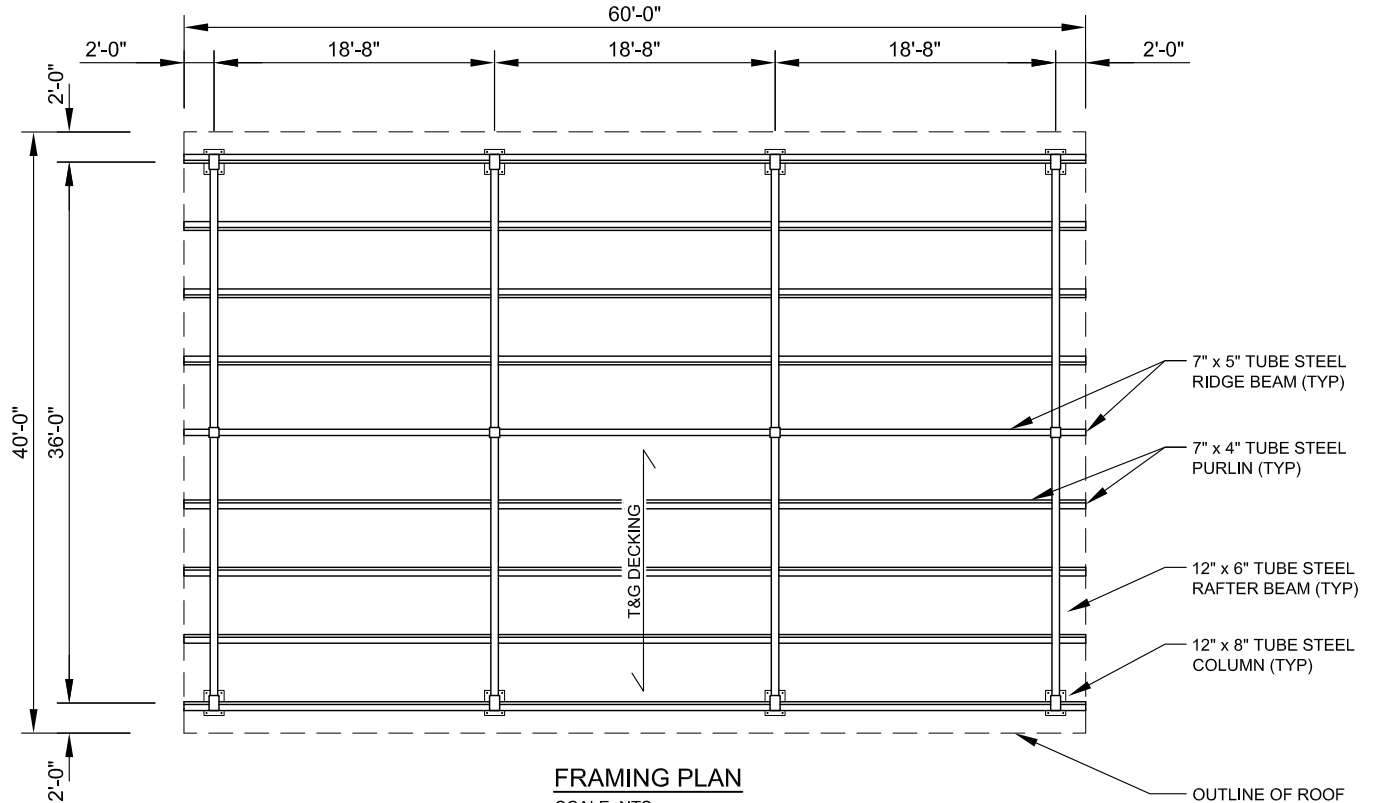 60'-0"
2'-0"
18'-8"
18'-8"
18'-8"
2'-0"
2'-0"
40'-0"
36'-0"
7" x 5" TUBE STEEL
RIDGE BEAM (TYP)
7" x 4" TUBE STEEL
PURLIN (TYP)
T&G DECKING
12" x 6" TUBE STEEL
RAFTER BEAM (TYP)
12" x 8" TUBE STEEL
COLUMN (TYP)
2'-0"
FRAMING PLAN
SCALE: NTS
OUTLINE OF ROOF